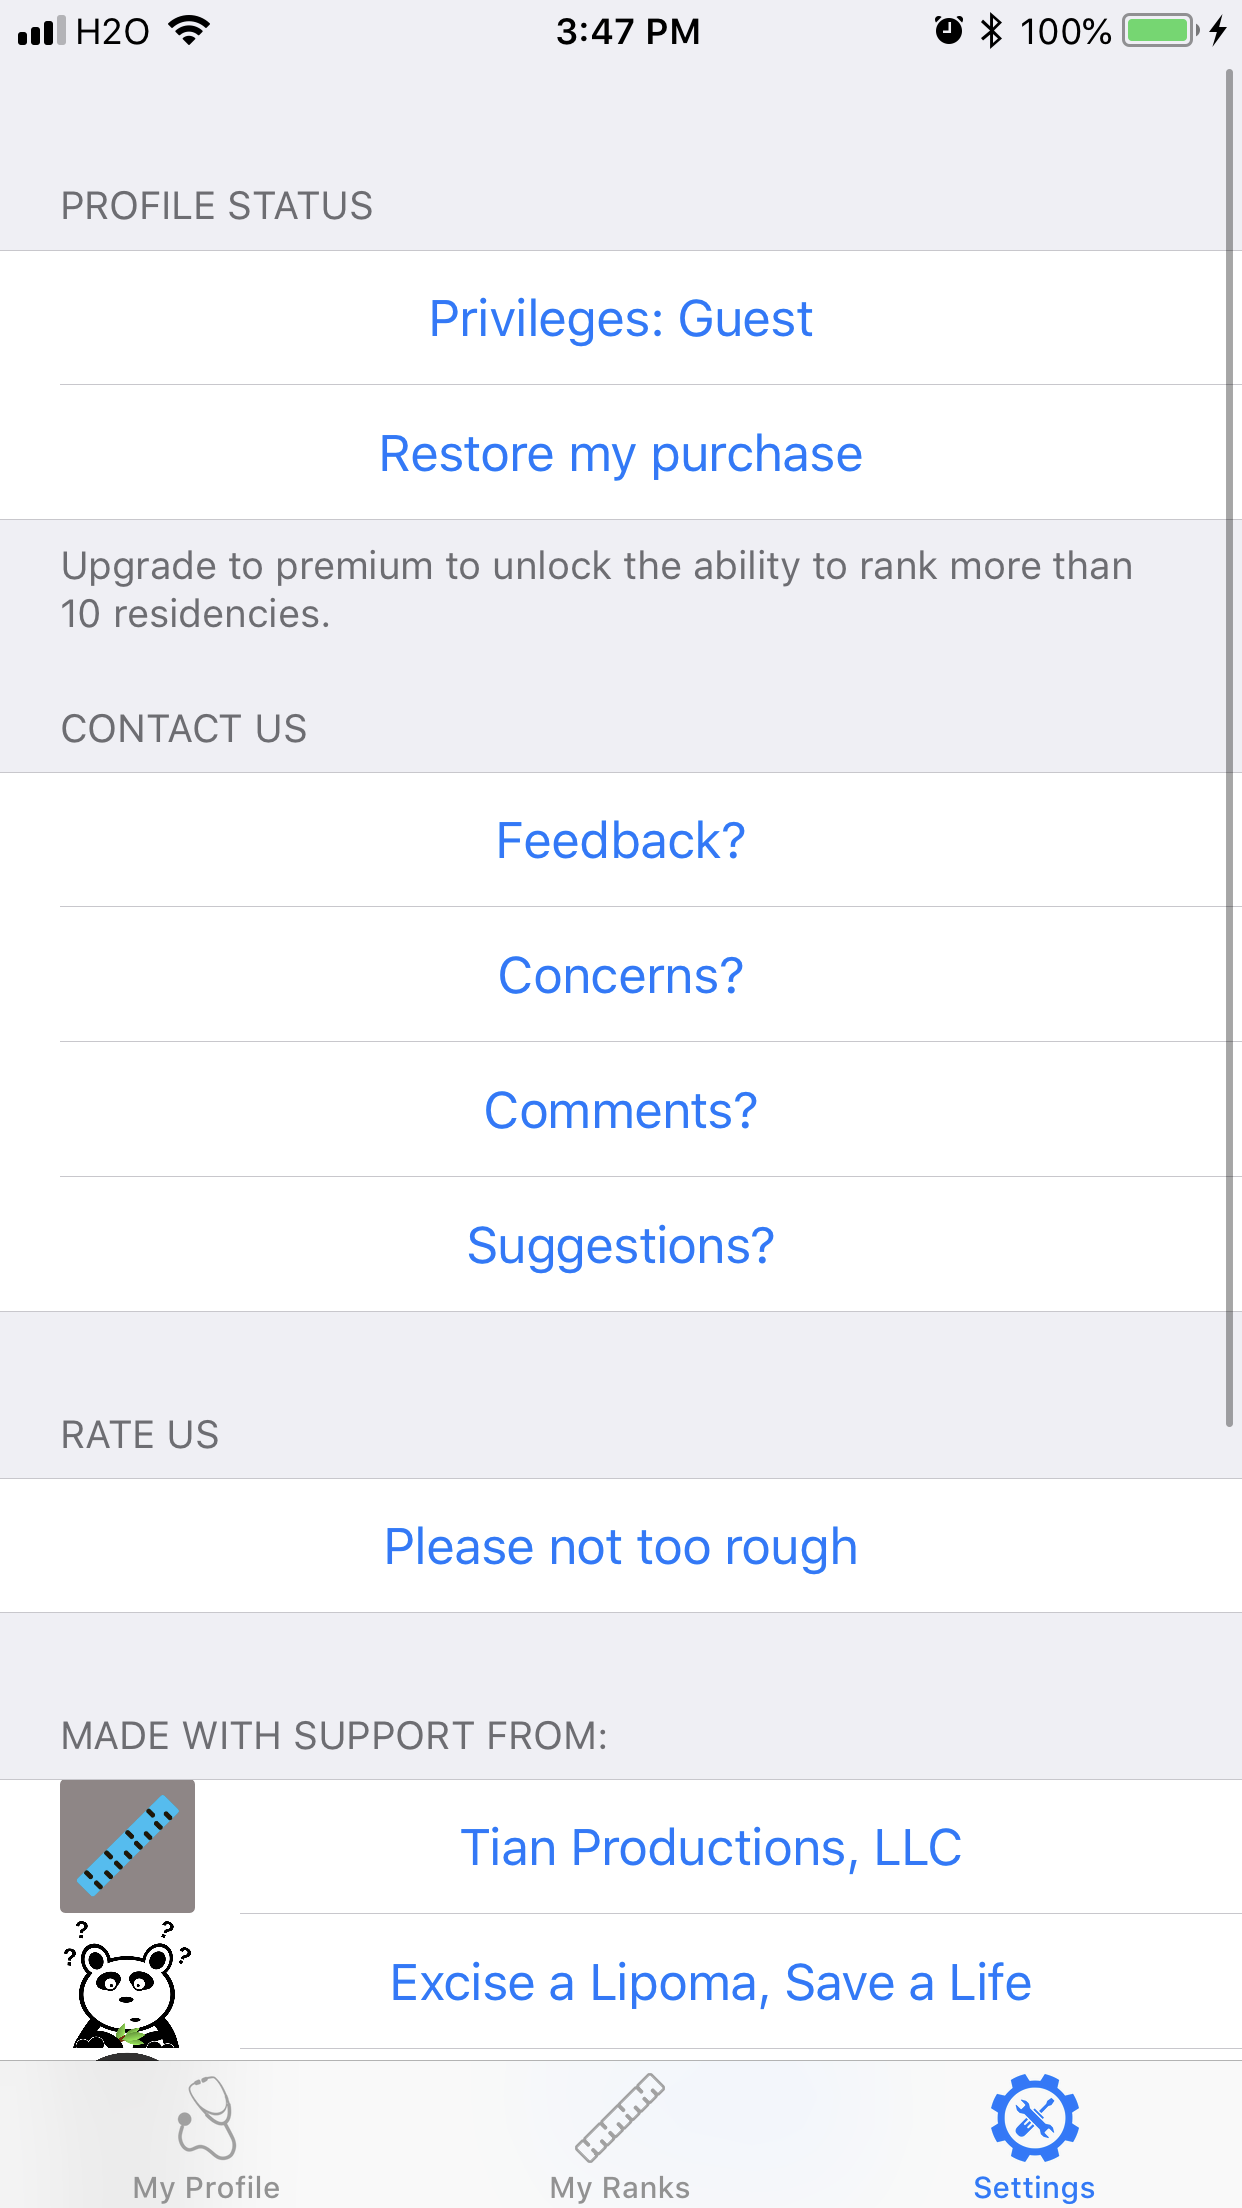 H2O 3:47 PM 100%
PROFILE STATUS
Privileges: Guest
Restore my purchase
Upgrade to premium to unlock the ability to rank more than
10 residencies.
CONTACT US
Feedback?
Concerns?
Comments?
Suggestions?
RATE US
Please not too rough
MADE WITH SUPPORT FROM:
Tian Productions, LLC
? ?
? ?
Excise a Lipoma, Save a Life
My Profile My Ranks Settings